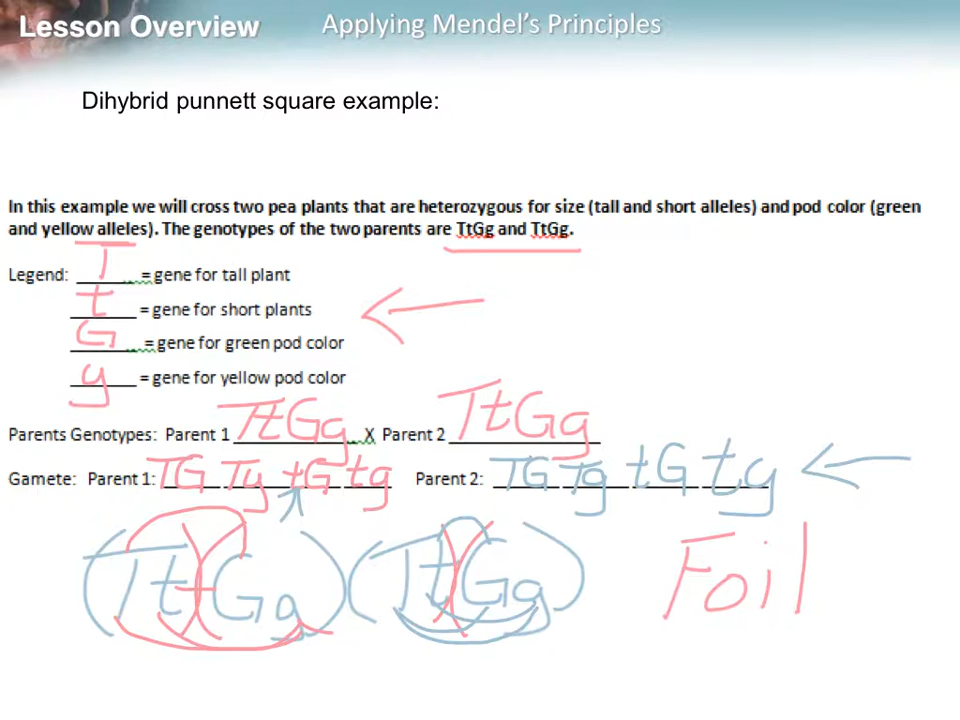 Lesson Overview Applying Mendel's Principles
Dihybrid punnett square example:
In this example we will cross two pea plants that are heterozygous for size (tall and short alleles) and pod color (green
and yellow alleles). The genotypes of the two parents are TtGg and TtGg.
Legend: T = gene for tall plant
t = gene for short plants
G = gene for green pod color
y = gene for yellow pod color
Parents Genotypes: Parent 1 TtGg X Parent 2 TtGg
Gamete: Parent 1: TG Tg tG tg Parent 2: TG Tg tG tg
(TtGg)(TtGg) Foil